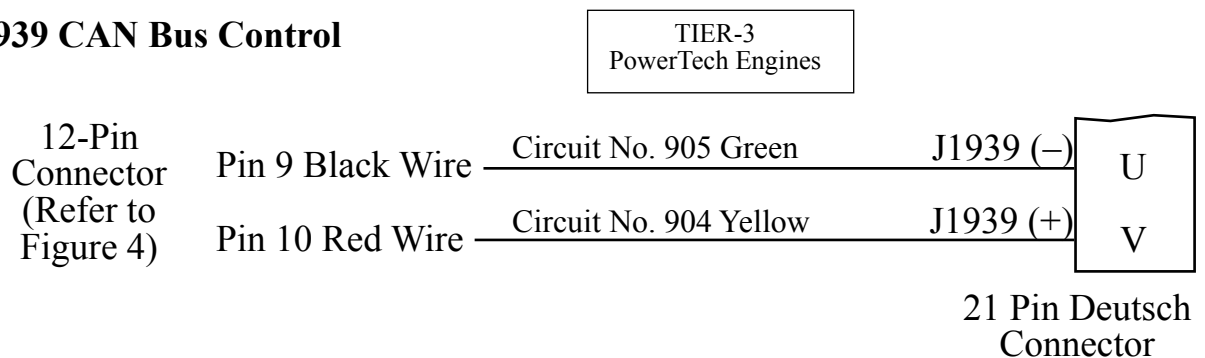 939 CAN Bus Control
TIER-3
PowerTech Engines
12-Pin
Connector
(Refer to
Figure 4)
Pin 9 Black Wire
Circuit No. 905 Green
J1939 (–)
U
Pin 10 Red Wire
Circuit No. 904 Yellow
J1939 (+)
V
21 Pin Deutsch
Connector